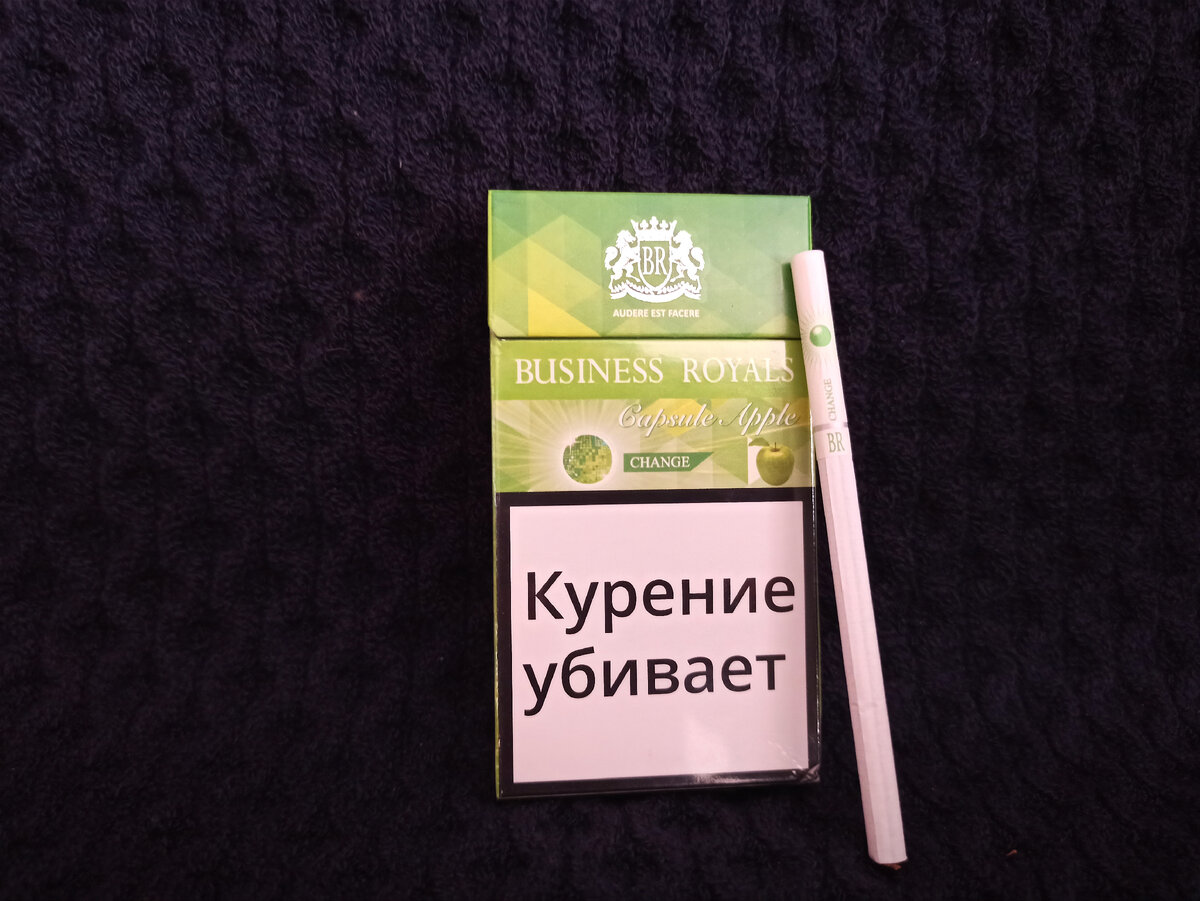 BR
AUDERE EST FACERE
BUSINESS ROYALS
Capsule Apple
CHANGE
Курение
убивает
CHANGE
BR